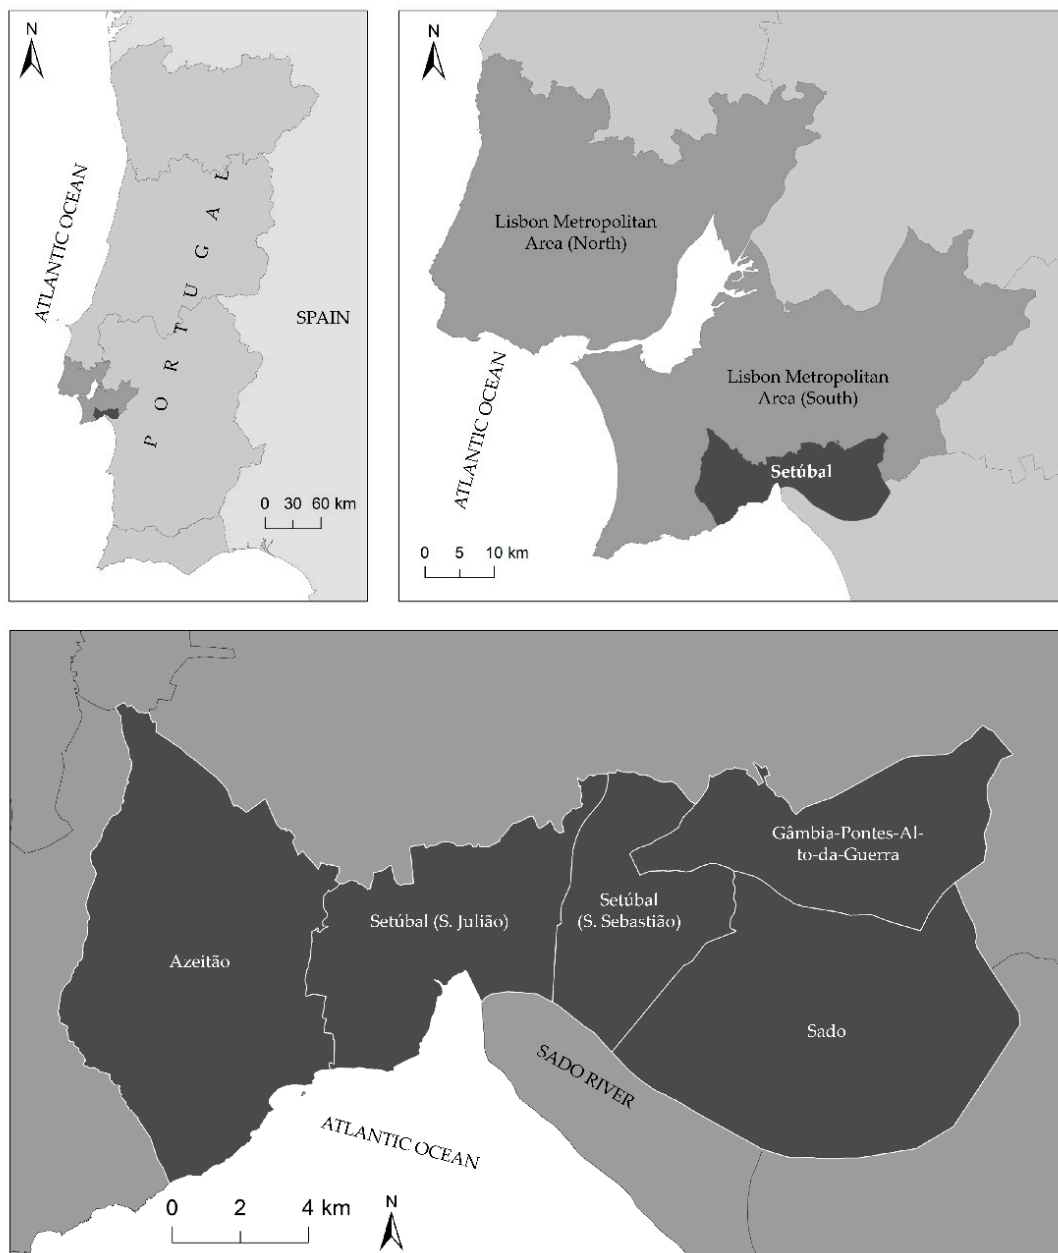 N
ATLANTIC OCEAN
PORTUGAL
SPAIN
0 30 60 km
N
Lisbon Metropolitan
Area (North)
ATLANTIC OCEAN
Lisbon Metropolitan
Area (South)
Setúbal
0 5 10 km
Gâmbia-Pontes-Al-
to-da-Guerra
Setúbal (S. Julião)
Setúbal
(S. Sebastião)
Azeitão
Sado
SADO RIVER
ATLANTIC OCEAN
0 2 4 km
N